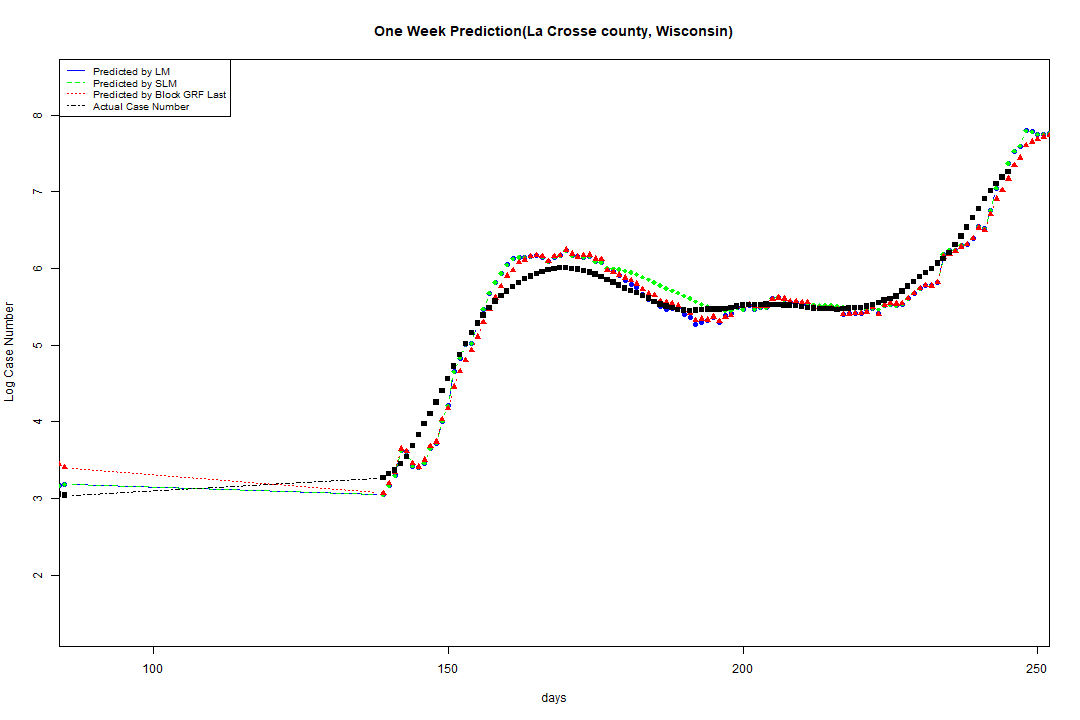 One Week Prediction(La Crosse county, Wisconsin)
Predicted by LM
Predicted by SLM
Predicted by Block GRF Last
Actual Case Number
8
7
6
5
4
3
2
Log Case Number
100 150 200 250
days